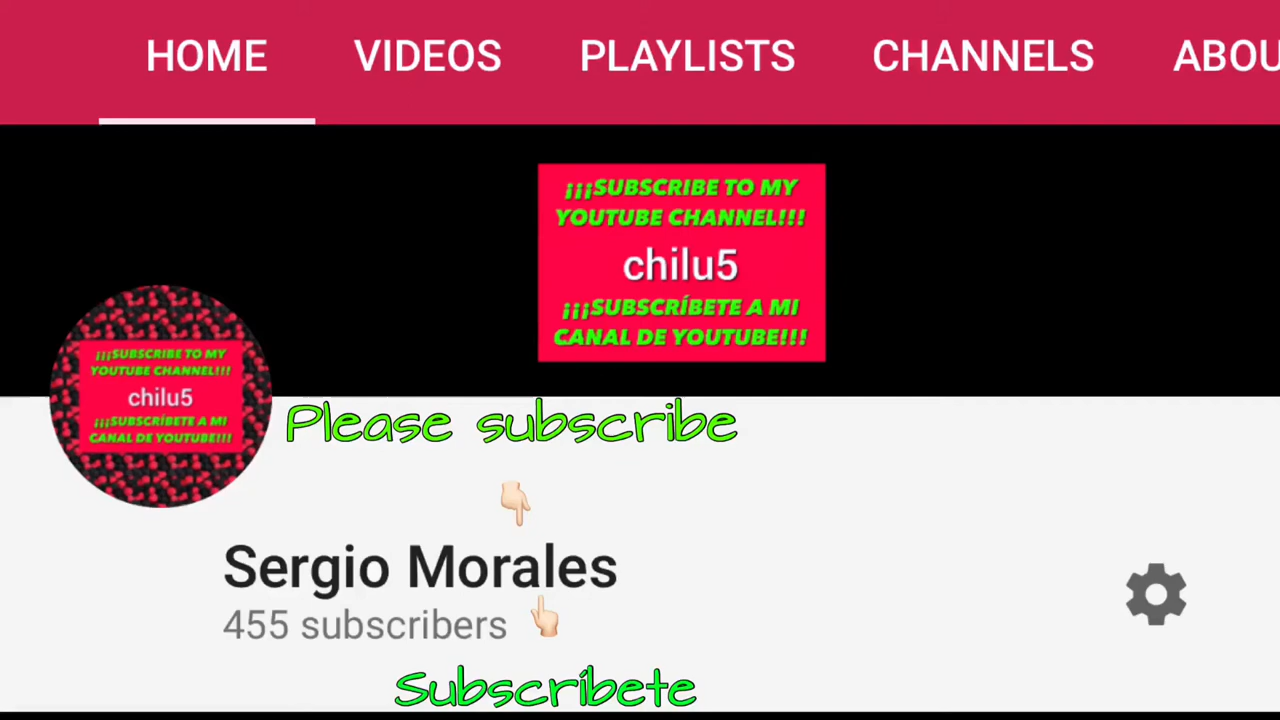 HOME VIDEOS PLAYLISTS CHANNELS ABOU
¡¡¡SUBSCRIBE TO MY
YOUTUBE CHANNEL!!!
chilu5
¡¡¡SUBSCRÍBETE A MI
CANAL DE YOUTUBE!!!
¡¡¡SUBSCRIBE TO MY
YOUTUBE CHANNEL!!!
chilu5
¡¡¡SUBSCRÍBETE A MI
CANAL DE YOUTUBE!!!
Please subscribe
Sergio Morales
455 subscribers
Subscríbete